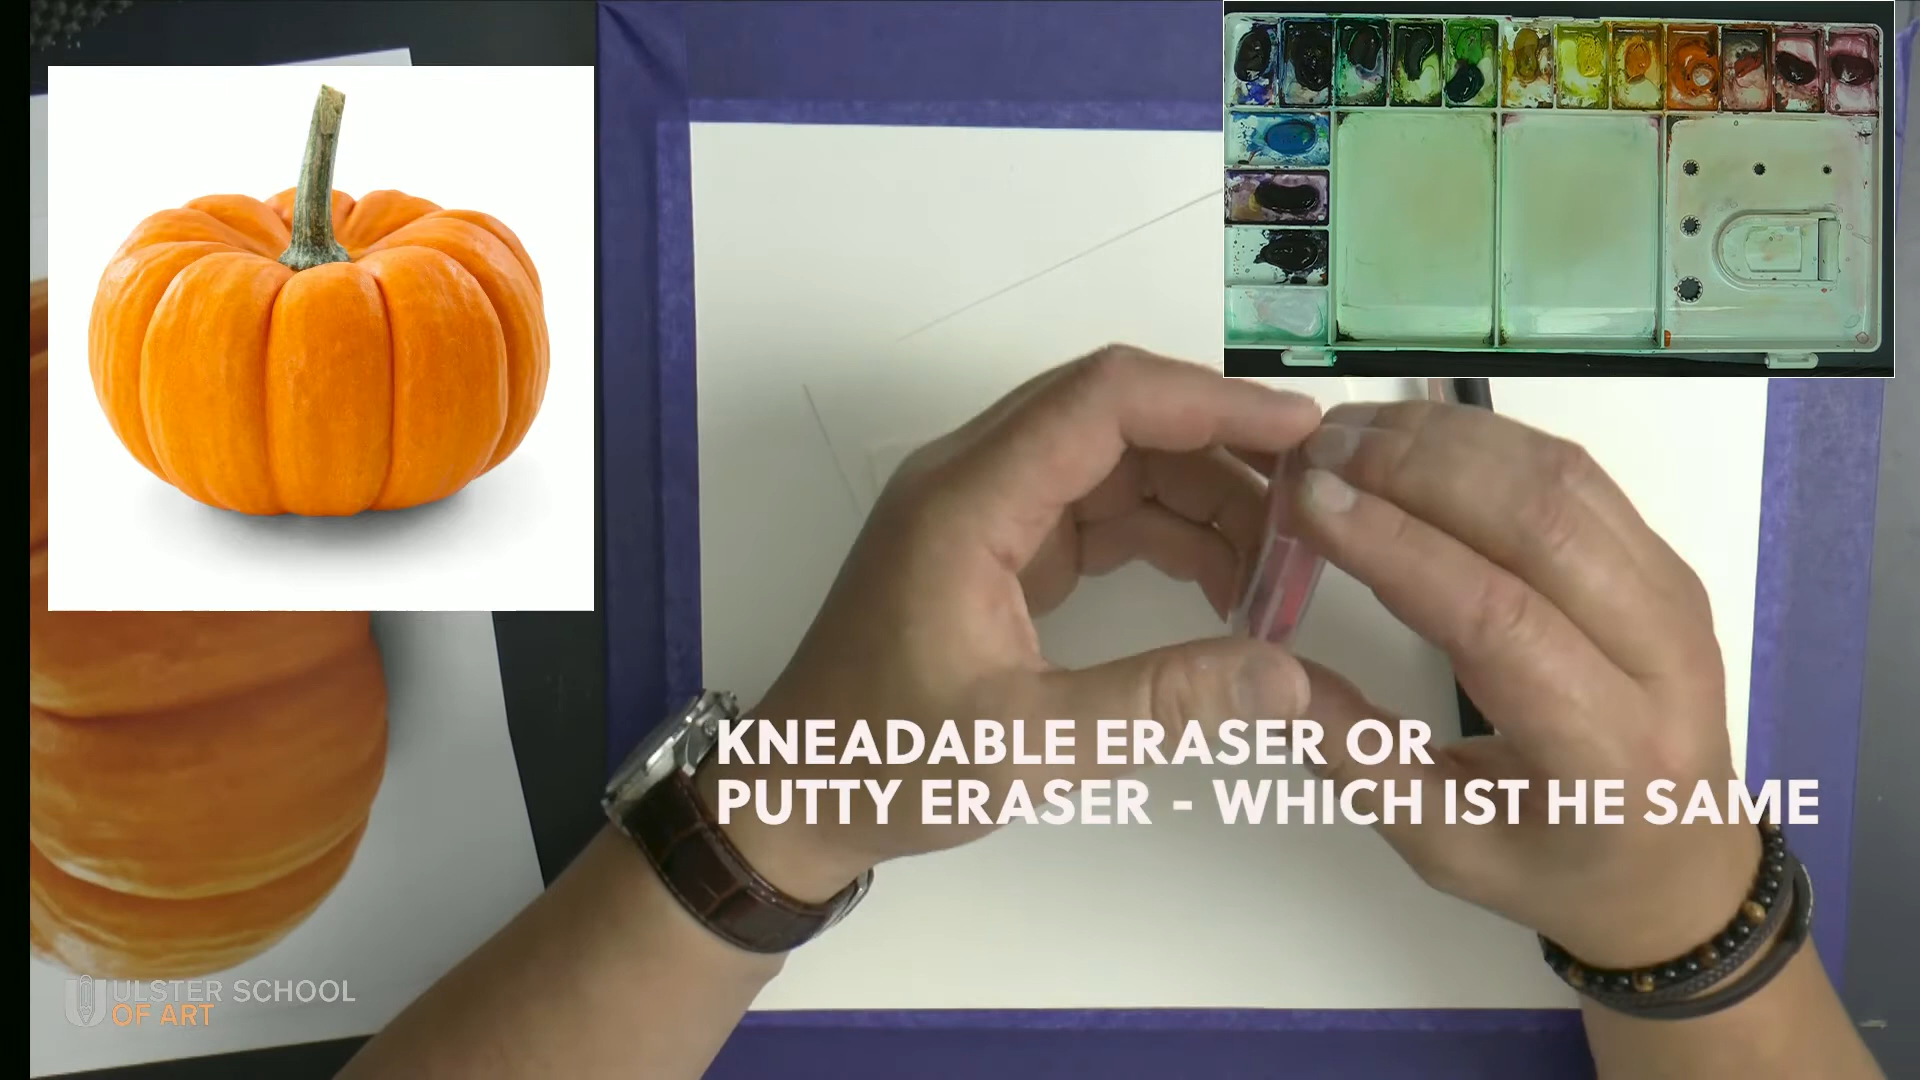 KNEADABLE ERASER OR
PUTTY ERASER - WHICH IST HE SAME
ULSTER SCHOOL
OF ART